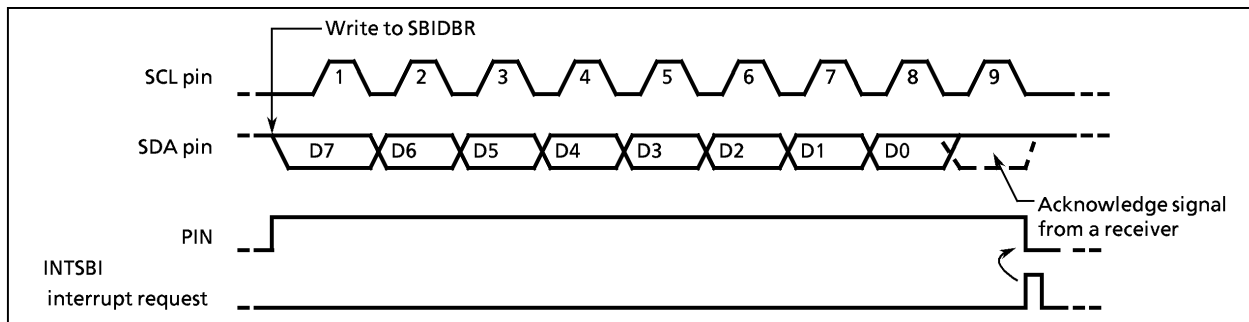 Write to SBIDBR
SCL pin
1 2 3 4 5 6 7 8 9
SDA pin
D7 D6 D5 D4 D3 D2 D1 D0
Acknowledge signal
from a receiver
PIN
INTSBI
interrupt request